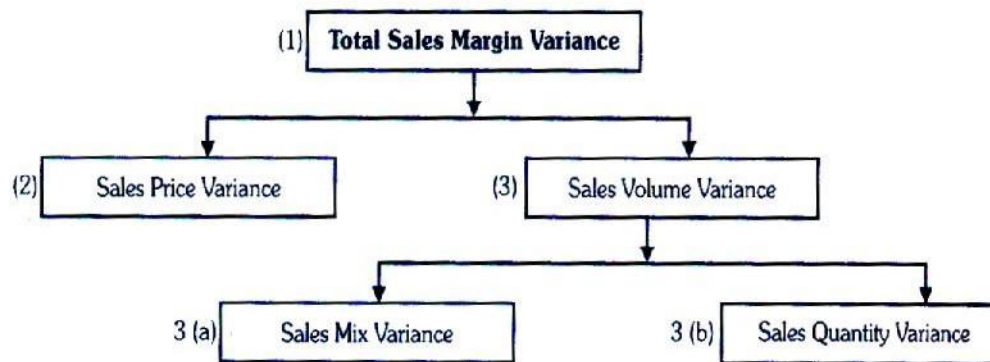 (1) Total Sales Margin Variance
(2) Sales Price Variance
(3) Sales Volume Variance
3 (a) Sales Mix Variance
3 (b) Sales Quantity Variance